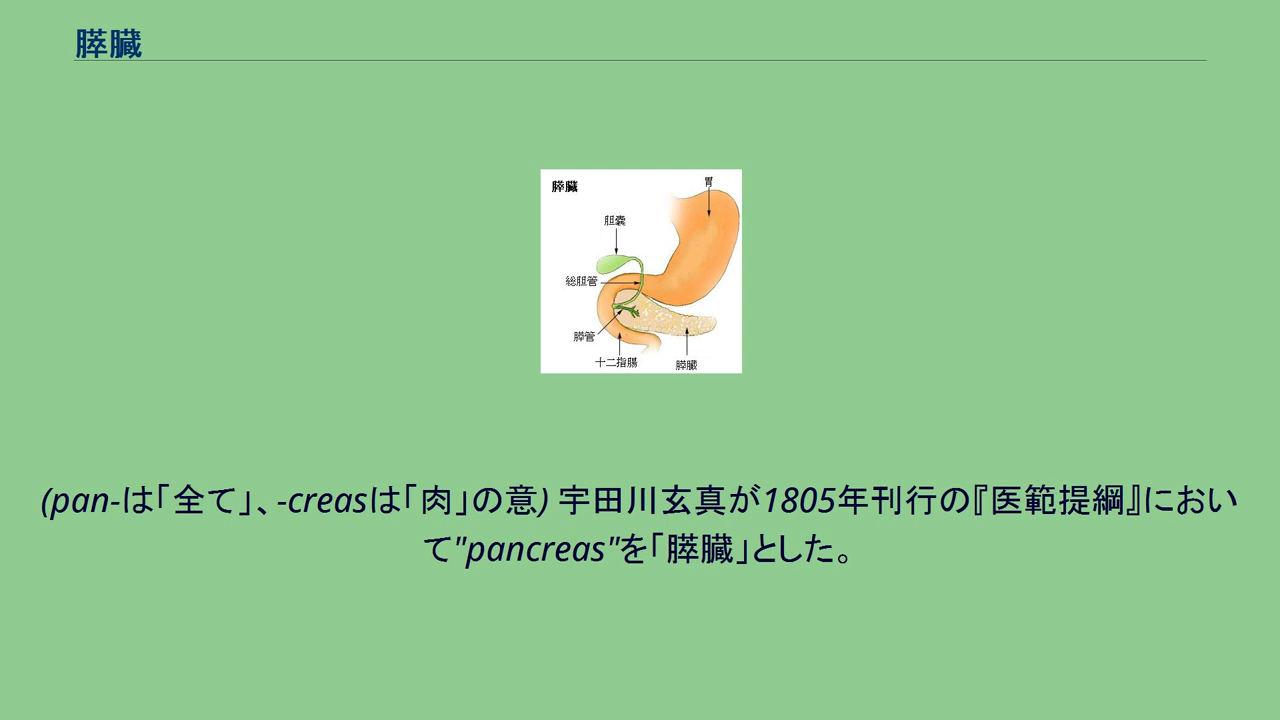 膵臓
膵臓
胃
胆嚢
総胆管
膵管
十二指腸
膵臓
(pan-は「全て」、-creasは「肉」の意) 宇田川玄真が1805年刊行の『医範提綱』におい
て"pancreas"を「膵臓」とした。